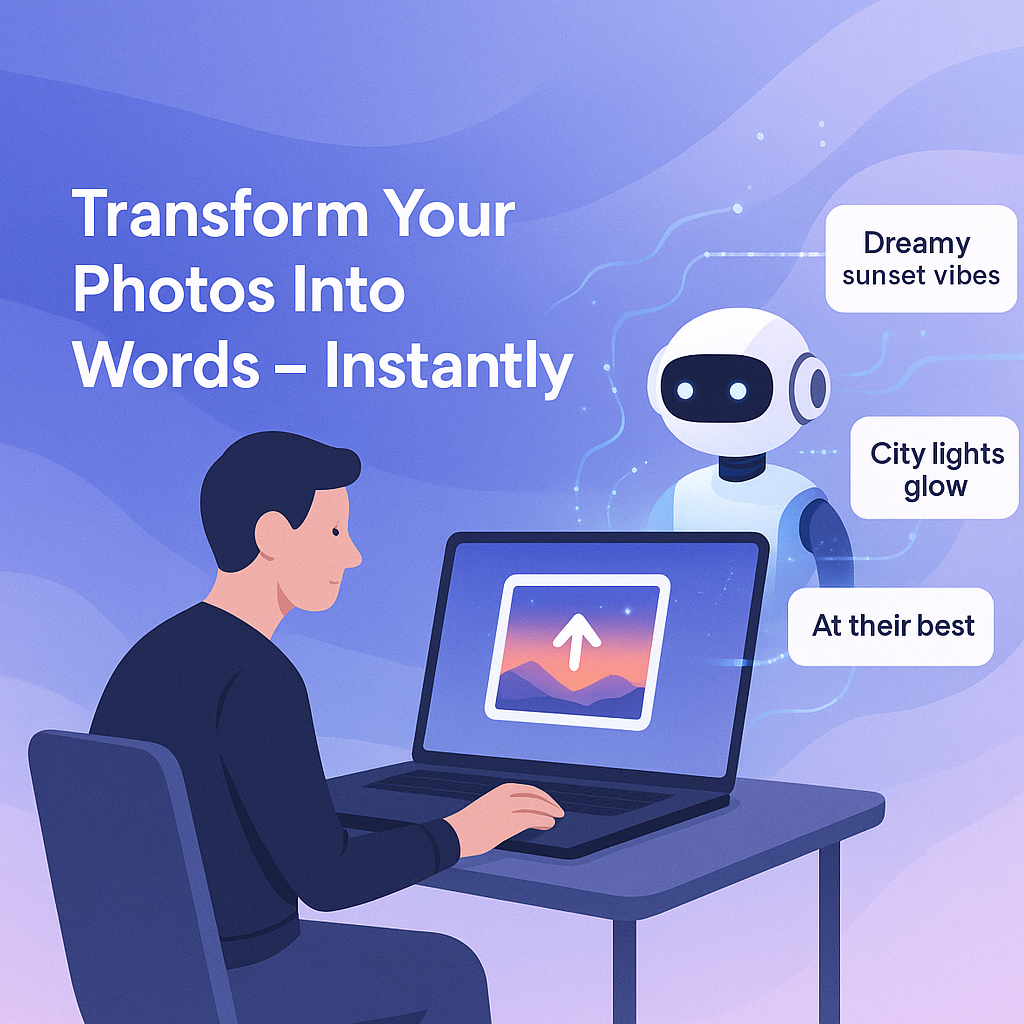 Transform Your
Photos Into
Words – Instantly
Dreamy
sunset vibes
City lights
glow
At their best